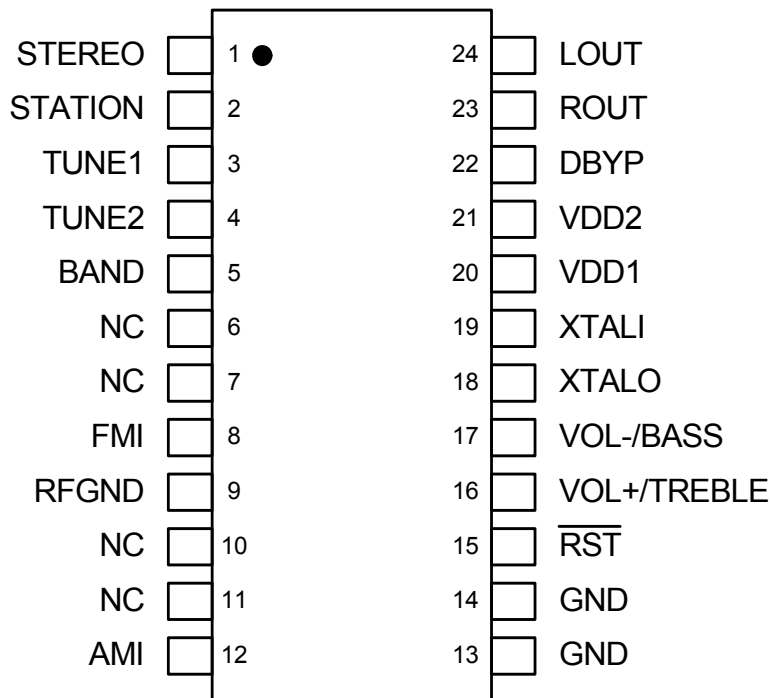 STEREO 1 24 LOUT
STATION 2 23 ROUT
TUNE1 3 22 DBYP
TUNE2 4 21 VDD2
BAND 5 20 VDD1
NC 6 19 XTALI
NC 7 18 XTALO
FMI 8 17 VOL-/BASS
RFGND 9 16 VOL+/TREBLE
NC 10 15 RST
NC 11 14 GND
AMI 12 13 GND